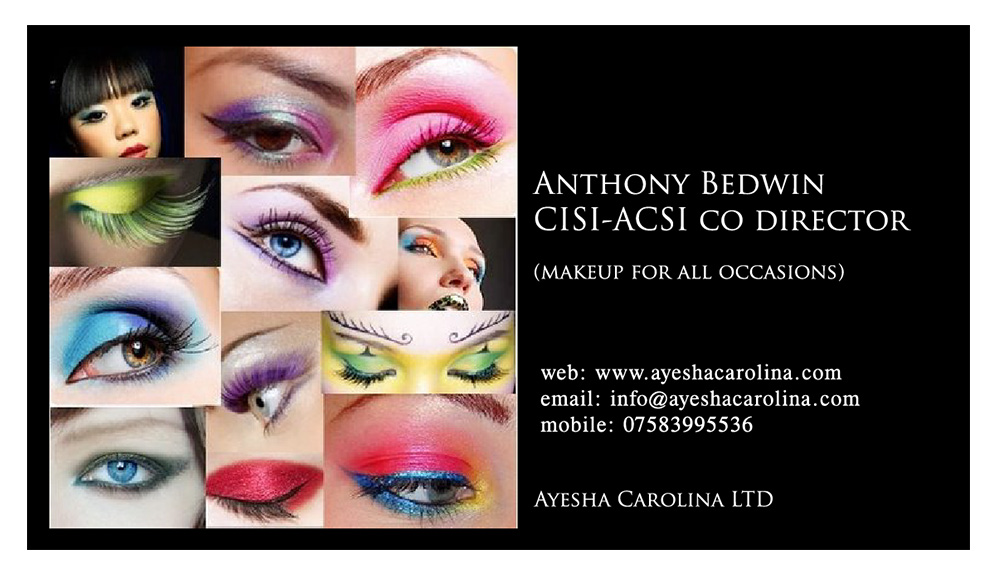 Anthony Bedwin
CISI-ACSI co director
(makeup for all occasions)
web: www.ayeshacarolina.com
email: info@ayeshacarolina.com
mobile: 07583995536
Ayesha Carolina LTD